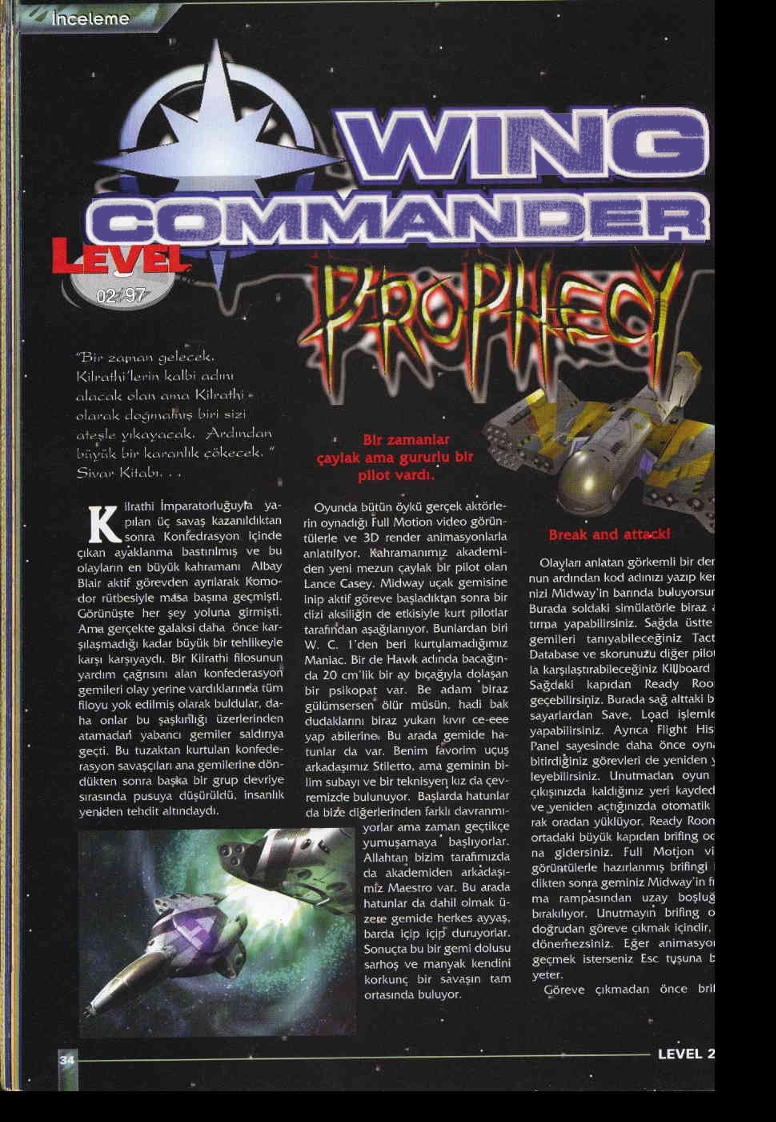 İnceleme
WING
COMMANDER
LEVEL
02/97
PROPHECY
"Bir zaman gelecek,
Kilrathi'lerin kalbi adını
alacak olan ama Kilrathi
olarak doğmamış biri sizi
ateşle yıkayacak. Ardından
büyük bir karanlık çökecek."
Sivar Kitabı. . .
Kilrathi İmparatorluğuyla ya-
pılan üç savaş kazanıldıktan
sonra Konfedrasyon içinde
çıkan ayaklanma bastırılmış ve bu
olayların en büyük kahramanı Albay
Blair aktif görevden ayrılarak Komo-
dor rütbesiyle masa başına geçmişti.
Görünüşte her şey yoluna girmişti.
Ama gerçekte galaksi daha önce kar-
şılaşmadığı kadar büyük bir tehlikeyle
karşı karşıyaydı. Bir Kilrathi filosunun
yardım çağrısını alan konfederasyon
gemileri olay yerine vardıklarında tüm
filoyu yok edilmiş olarak buldular, da-
ha onlar bu şaşkınlığı üzerlerinden
atamadan yabancı gemiler saldırıya
geçti. Bu tuzaktan kurtulan konfede-
rasyon savaşçıları ana gemilerine dön-
dükten sonra başka bir grup devriye
sırasında pusuya düşürüldü, insanlık
yeniden tehdit altındaydı.
Bir zamanlar
çaylak ama gururlu bir
pilot vardı.
Oyunda bütün öykü gerçek aktörle-
rin oynadığı Full Motion video görün-
tülerle ve 3D render animasyonlarla
anlatılıyor. Kahramanımız akademi-
den yeni mezun çaylak bir pilot olan
Lance Casey. Midway uçak gemisine
inip aktif göreve başladıktan sonra bir
dizi aksiliğin de etkisiyle kurt pilotlar
tarafından aşağılanıyor. Bunlardan biri
W. C. 1'den beri kurtulamadığımız
Maniac. Bir de Hawk adında bacağın-
da 20 cm'lik bir ay bıçağıyla dolaşan
bir psikopat var. Be adam biraz
gülümsersen ölür müsün, hadi bak
dudaklarını biraz yukarı kıvır ce-eee
yap abilerine. Bu arada gemide ha-
tunlar da var. Benim favorim uçuş
arkadaşımız Stiletto, ama geminin bi-
lim subayı ve bir teknisyen kız da çev-
remizde bulunuyor. Başlarda hatunlar
da bize diğerlerinden farklı davranmı-
yorlar ama zaman geçtikçe
yumuşamaya başlıyorlar.
Allahtan bizim tarafımızda
da akademiden arkadaşı-
mız Maestro var. Bu arada
hatunlar da dahil olmak ü-
zere gemide herkes ayyaş,
barda içip içip duruyorlar.
Sonuçta bu bir gemi dolusu
sarhoş ve manyak kendini
korkunç bir savaşın tam
ortasında buluyor.
Break and attack!
Olayları anlatan görkemli bir der
nun ardından kod adınızı yazıp ker
nizi Midway'in barında buluyorsur
Burada soldaki simülatörle biraz a
tırma yapabilirsiniz. Sağda üstte
gemileri tanıyabileceğiniz Tact
Database ve skorunuzu diğer pilo
la karşılaştırabileceğiniz Killboard
Sağdaki kapıdan Ready Roo
geçebilirsiniz. Burada sağ alttaki b
sayarlardan Save, Load işlemle
yapabilirsiniz. Ayrıca Flight His
Panel sayesinde daha önce oyna
bitirdiğiniz görevleri de yeniden y
leyebilirsiniz. Unutmadan oyun
çıkışınızda kaldığınız yeri kayded
ve yeniden açtığınızda otomatik
rak oradan yüklüyor. Ready Room
ortadaki büyük kapıdan brifing oc
na gidersiniz. Full Motion vi
görüntülerle hazırlanmış brifingi
dikten sonra geminiz Midway'in fı
ma rampasından uzay boşluğ
bırakılıyor. Unutmayın brifing o
doğrudan göreve çıkmak içindir,
dönemezsiniz. Eğer animasyo
geçmek isterseniz Esc tuşuna b
yeter.
Göreve çıkmadan önce bril
34
LEVEL 2